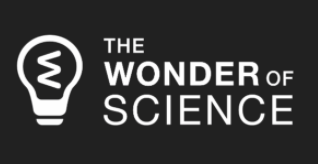 THE
WONDER OF
SCIENCE